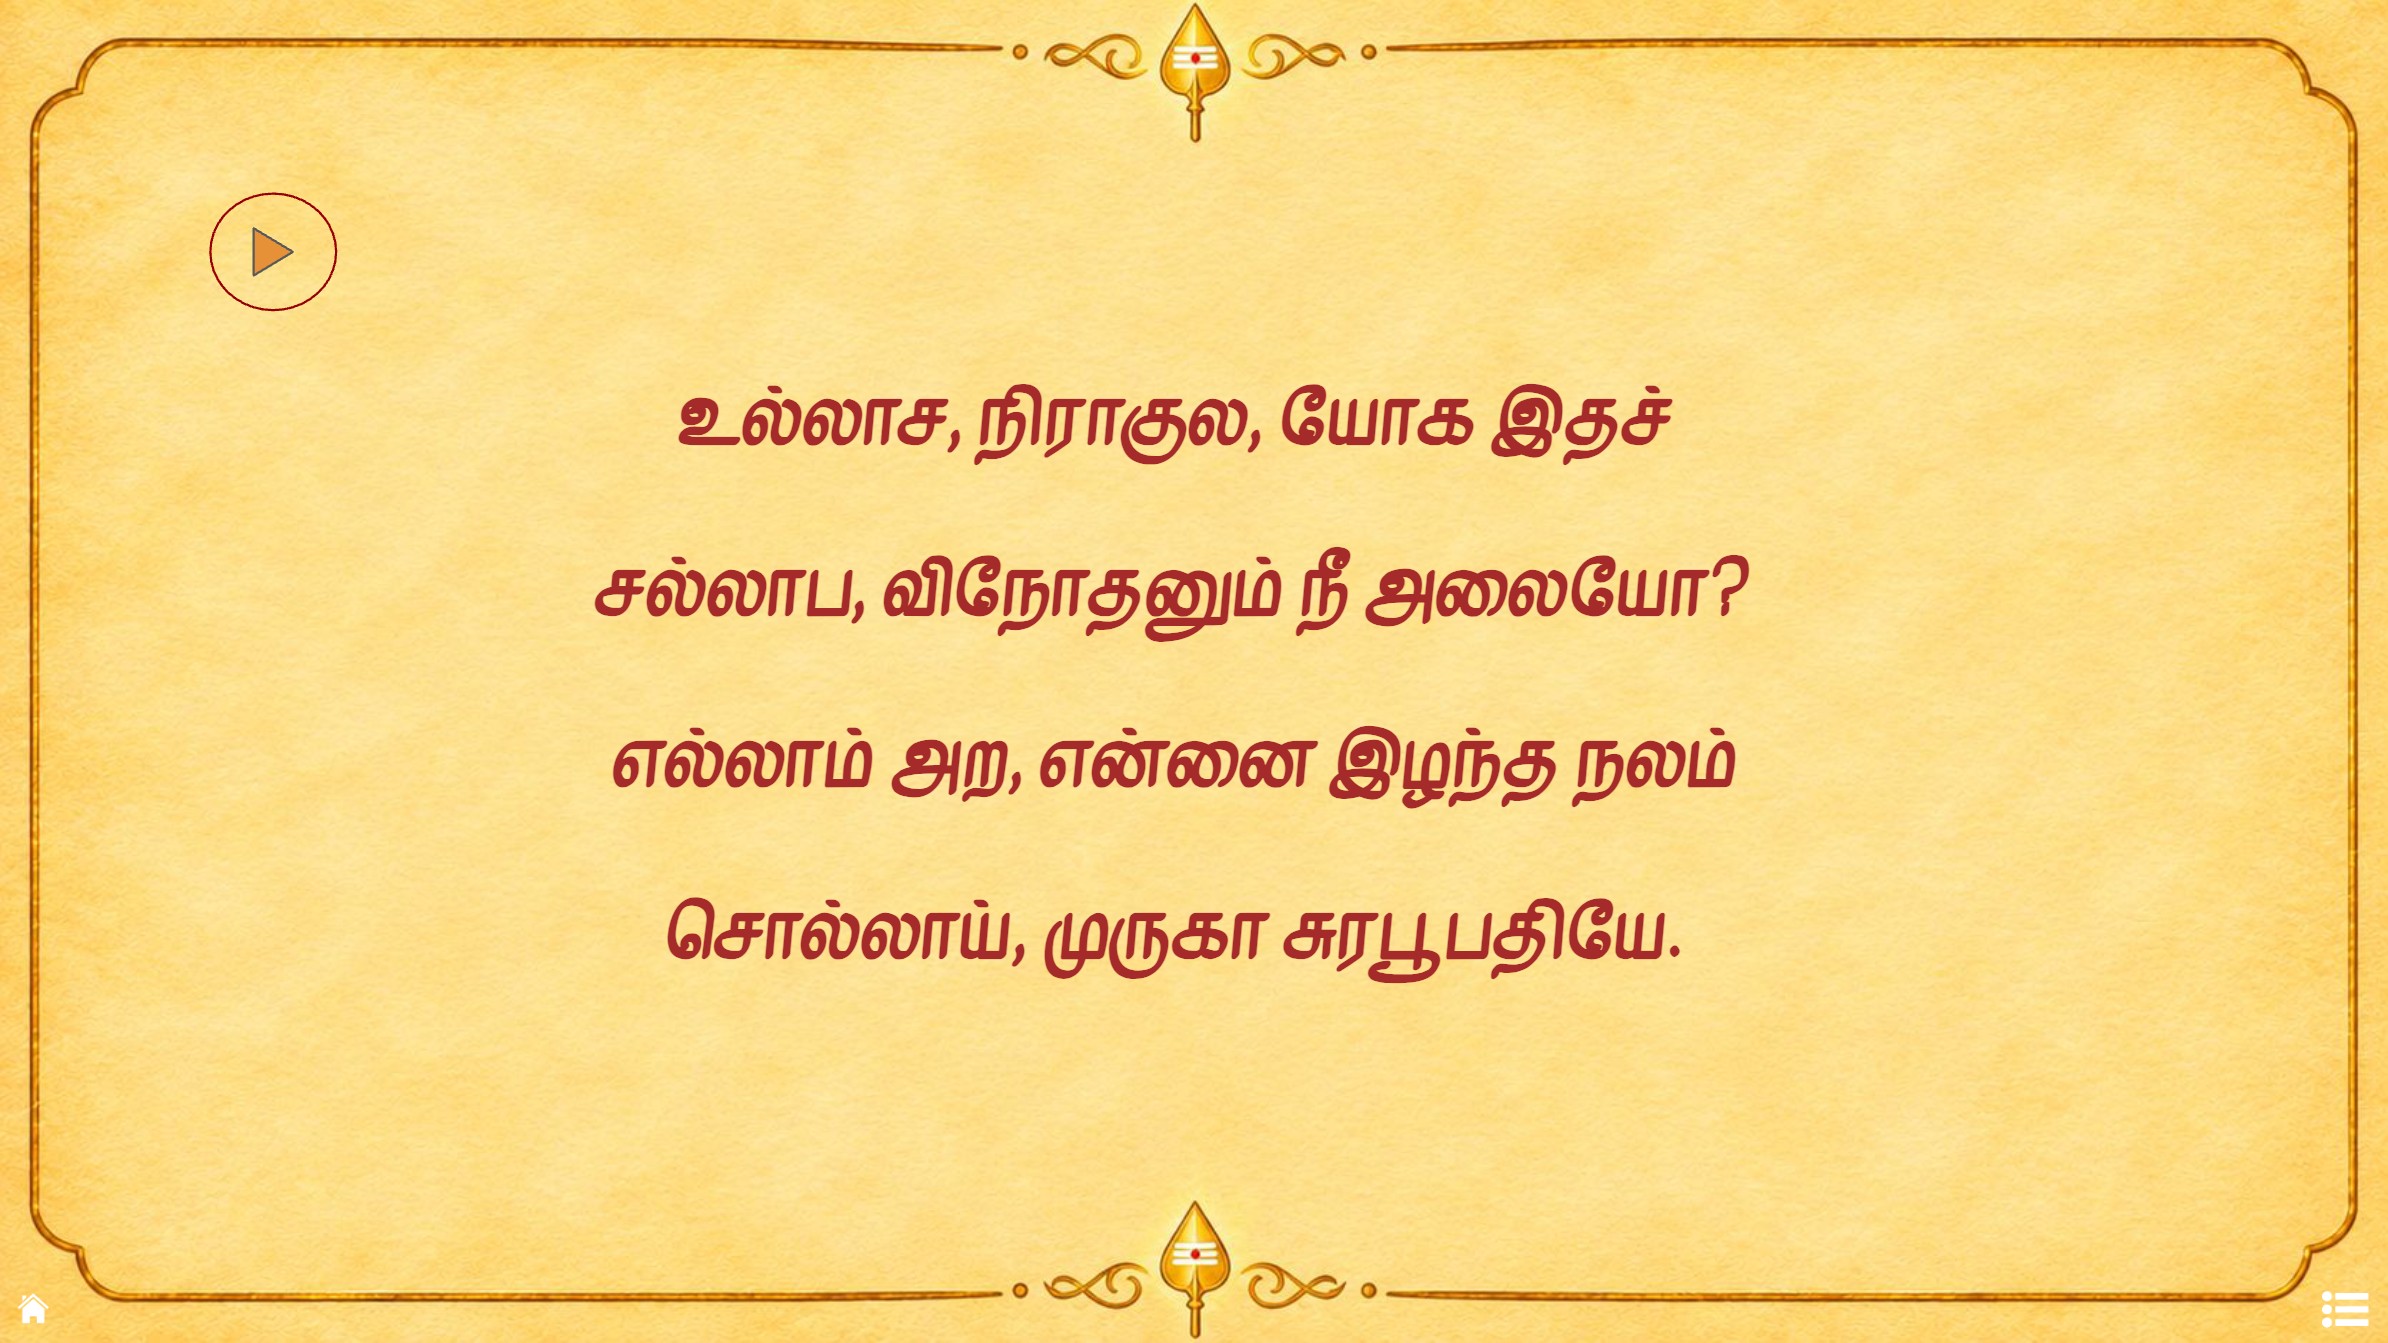 உல்லாச, நிராகுல, யோக இதச்
சல்லாப, விநோதனும் நீ அலையோ?
எல்லாம் அற, என்னை இழந்த நலம்
சொல்லாய், முருகா சுரபூபதியே.